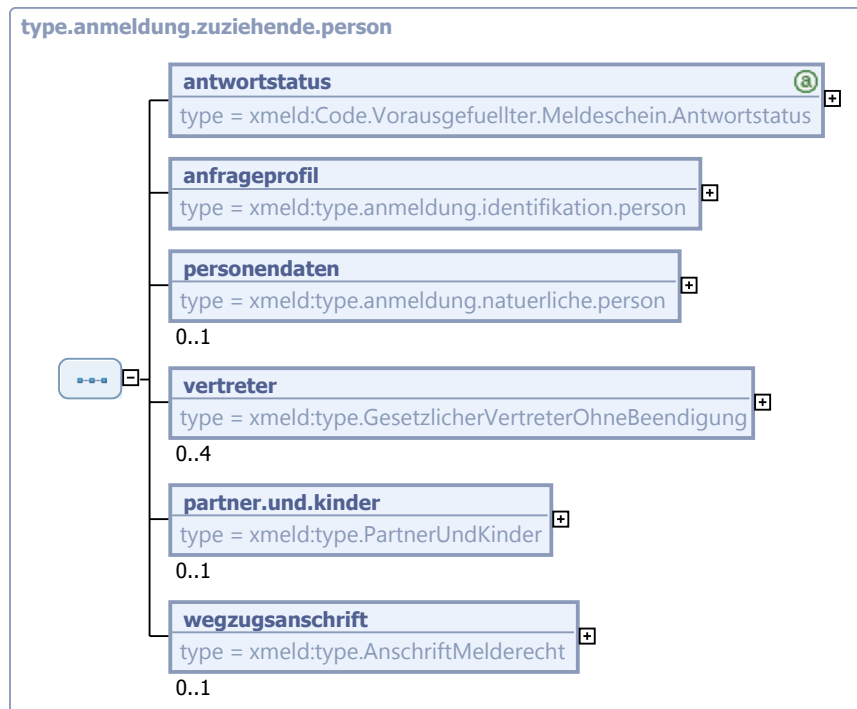 type.anmeldung.zuziehende.person
antwortstatus
a
type = xmeld:Code.Vorausgefuellter.Meldeschein.Antwortstatus
anfrageprofil
type = xmeld:type.anmeldung.identifikation.person
personendaten
type = xmeld:type.anmeldung.natuerliche.person
0..1
vertreter
type = xmeld:type.GesetzlicherVertreterOhneBeendigung
0..4
partner.und.kinder
type = xmeld:type.PartnerUndKinder
0..1
wegzugsanschrift
type = xmeld:type.AnschriftMelderecht
0..1